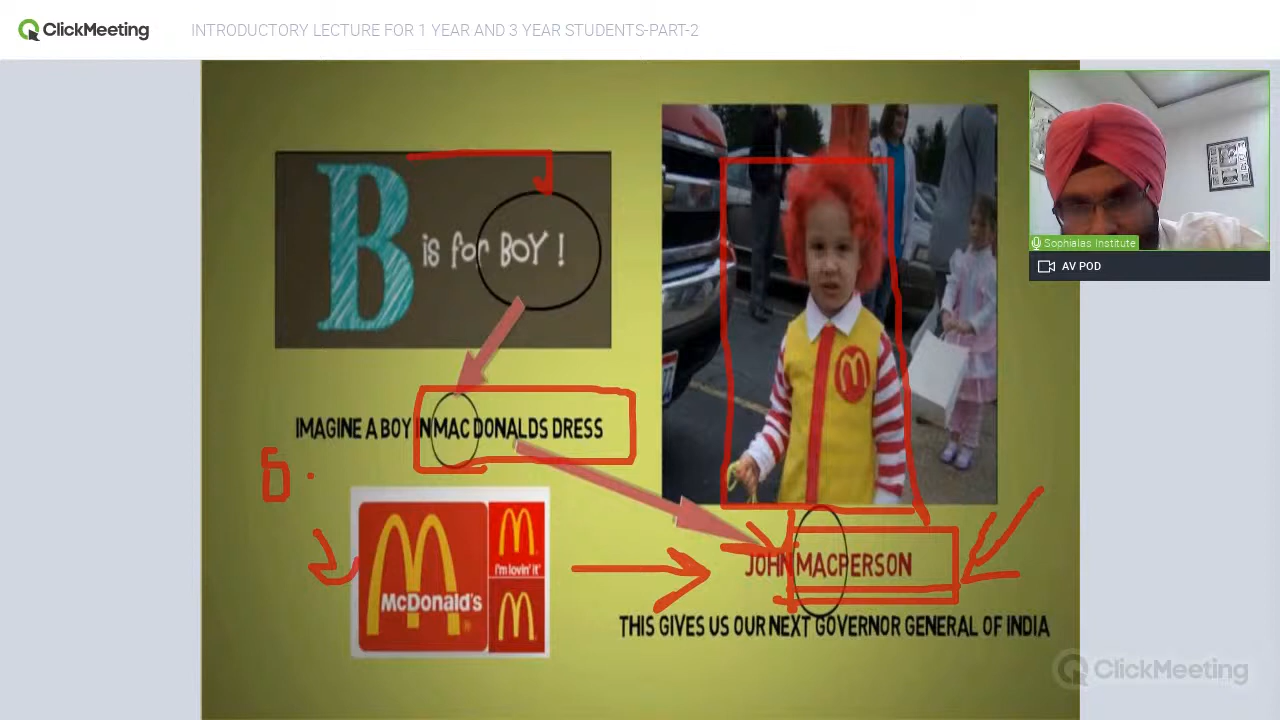 ClickMeeting
INTRODUCTORY LECTURE FOR 1 YEAR AND 3 YEAR STUDENTS-PART-2
B is for BOY !
Sophialas Institute
AV POD
IMAGINE A BOY IN MAC DONALDS DRESS
B
McDonald's
i'm lovin' it
JOHN MACPERSON
THIS GIVES US OUR NEXT GOVERNOR GENERAL OF INDIA
ClickMeeting